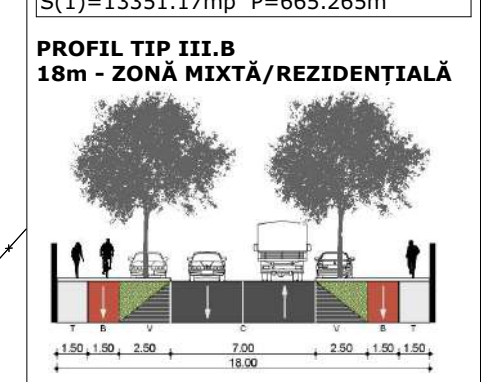 S(1)=13351.17mp P=665.265m
PROFIL TIP III.B
18m - ZONĂ MIXTĂ/REZIDENȚIALĂ
T B V C V B T
1.50 1.50 2.50 7.00 2.50 1.50 1.50
18.00